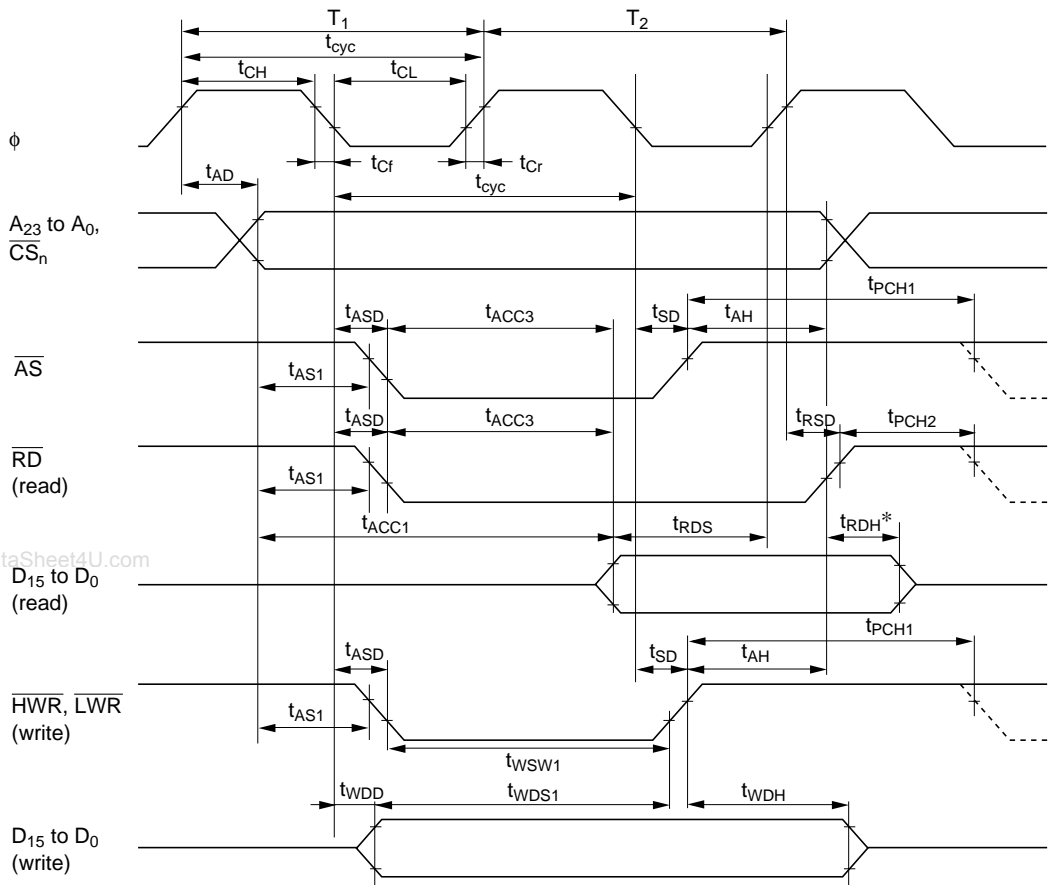 T1 T2
tcyc
tCH tCL
ϕ
tCf tCr
tAD
tcyc
A23 to A0,
CSn
tPCH1
tASD tACC3 tSD tAH
AS
tAS1
tASD tACC3 tRSD tPCH2
RD
(read)
tAS1
tACC1 tRDS tRDH*
taSheet4U.com
D15 to D0
(read)
tPCH1
tASD tSD tAH
HWR, LWR
(write)
tAS1
tWSW1
tWDD tWDS1 tWDH
D15 to D0
(write)